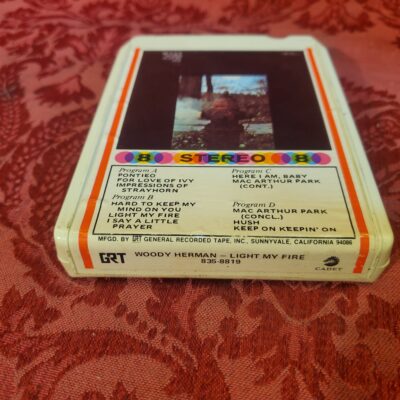 8 STEREO 8
Program A
PONTIEO
FOR LOVE OF IVY
IMPRESSIONS OF
STRAYHORN
Program B
HARD TO KEEP MY
MIND ON YOU
LIGHT MY FIRE
I SAY A LITTLE
PRAYER
Program C
HERE I AM, BABY
MAC ARTHUR PARK
(CONT.)
Program D
MAC ARTHUR PARK
(CONCL.)
HUSH
KEEP ON KEEPIN' ON
MFGD. BY GRT GENERAL RECORDED TAPE, INC., SUNNYVALE, CALIFORNIA 94086
GRT
WOODY HERMAN – LIGHT MY FIRE
835-8819
CADET